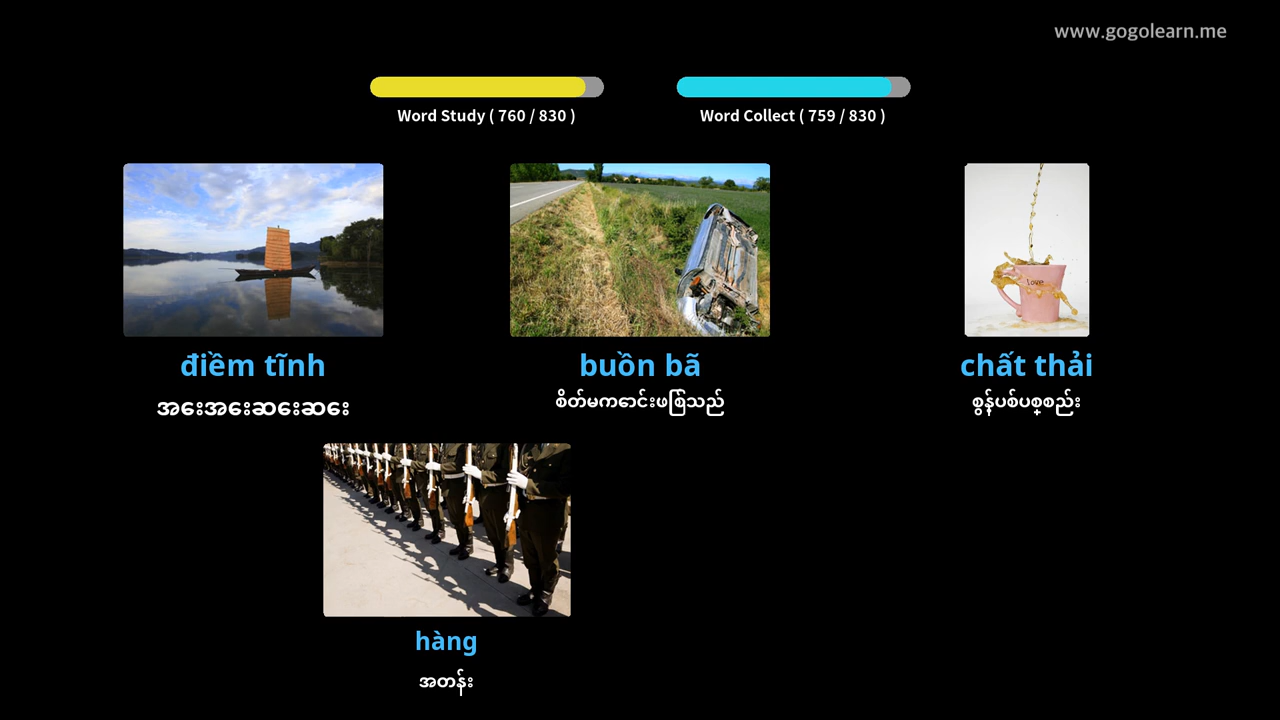 www.gogolearn.me
Word Study ( 760 / 830 )
Word Collect ( 759 / 830 )
điềm tĩnh
အေးအေးဆေးဆေး
buồn bã
စိတ်မကောင်းဖြစ်သည်
chất thải
စွန့်ပစ်ပစ္စည်း
love
hàng
အတန်း